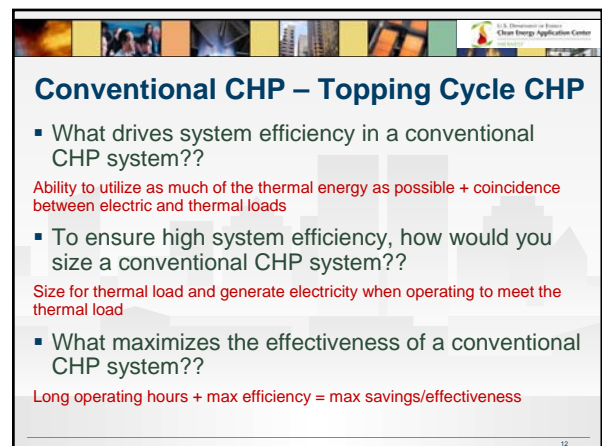 U.S. Department of Energy
Clean Energy Application Center
MIDWEST
Conventional CHP – Topping Cycle CHP
▪ What drives system efficiency in a conventional
CHP system??
Ability to utilize as much of the thermal energy as possible + coincidence
between electric and thermal loads
▪ To ensure high system efficiency, how would you
size a conventional CHP system??
Size for thermal load and generate electricity when operating to meet the
thermal load
▪ What maximizes the effectiveness of a conventional
CHP system??
Long operating hours + max efficiency = max savings/effectiveness
12